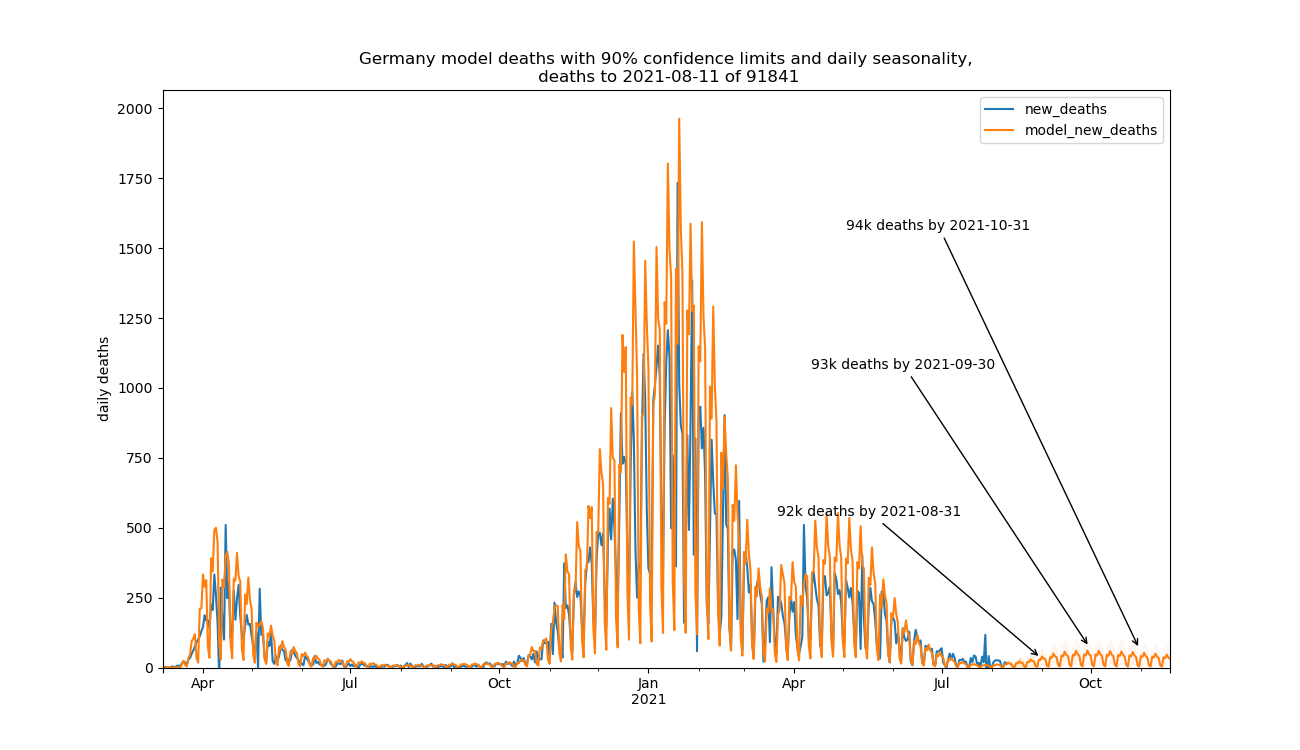 Germany model deaths with 90% confidence limits and daily seasonality,
deaths to 2021-08-11 of 91841
new_deaths
model_new_deaths
2000
1750
1500
1250
1000
750
500
250
0
daily deaths
94k deaths by 2021-10-31
93k deaths by 2021-09-30
92k deaths by 2021-08-31
Apr
Jul
Oct
Jan
2021
Apr
Jul
Oct